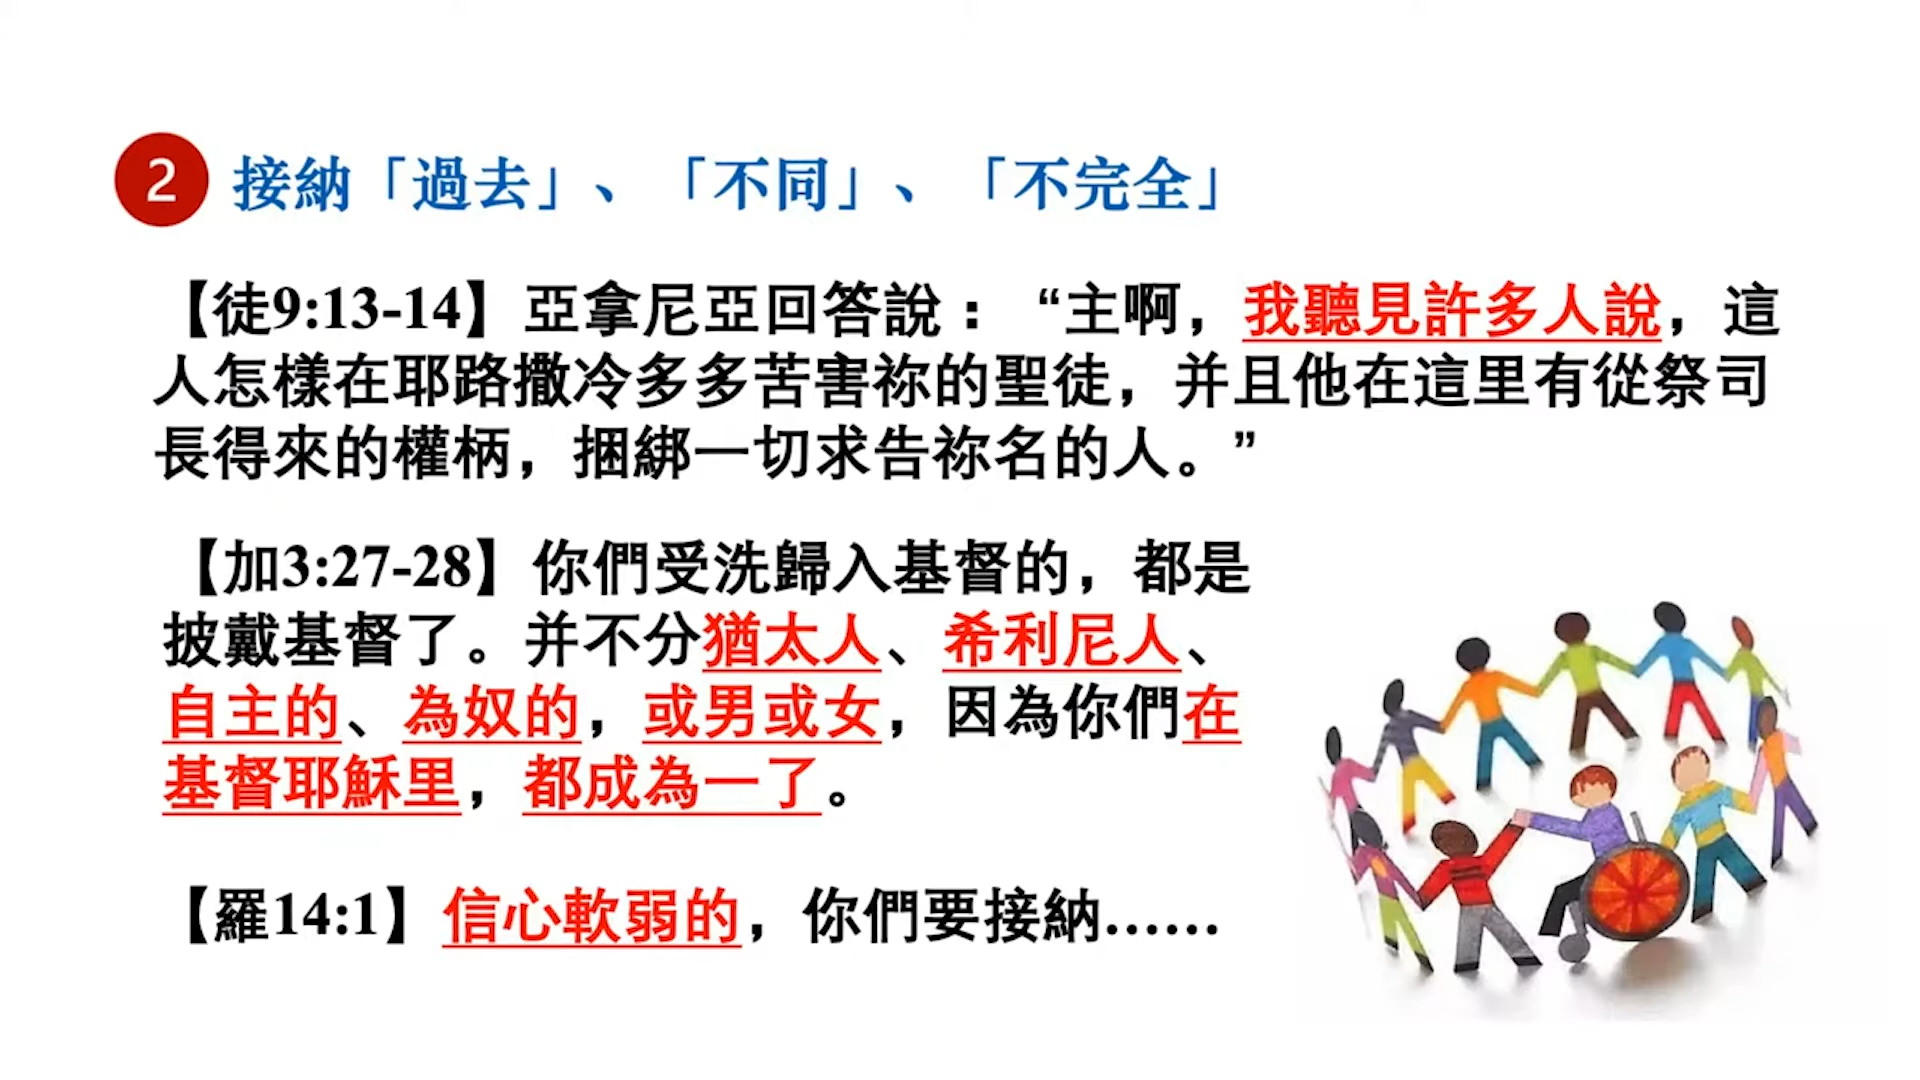 2 接納「過去」、「不同」、「不完全」
【徒9:13-14】亞拿尼亞回答說：“主啊，我聽見許多人說，這
人怎樣在耶路撒冷多多苦害祢的聖徒，并且他在這里有從祭司
長得來的權柄，捆綁一切求告祢名的人。”
【加3:27-28】你們受洗歸入基督的，都是
披戴基督了。并不分猶太人、希利尼人、
自主的、為奴的，或男或女，因為你們在
基督耶穌里，都成為一了。
【羅14:1】信心軟弱的，你們要接納……